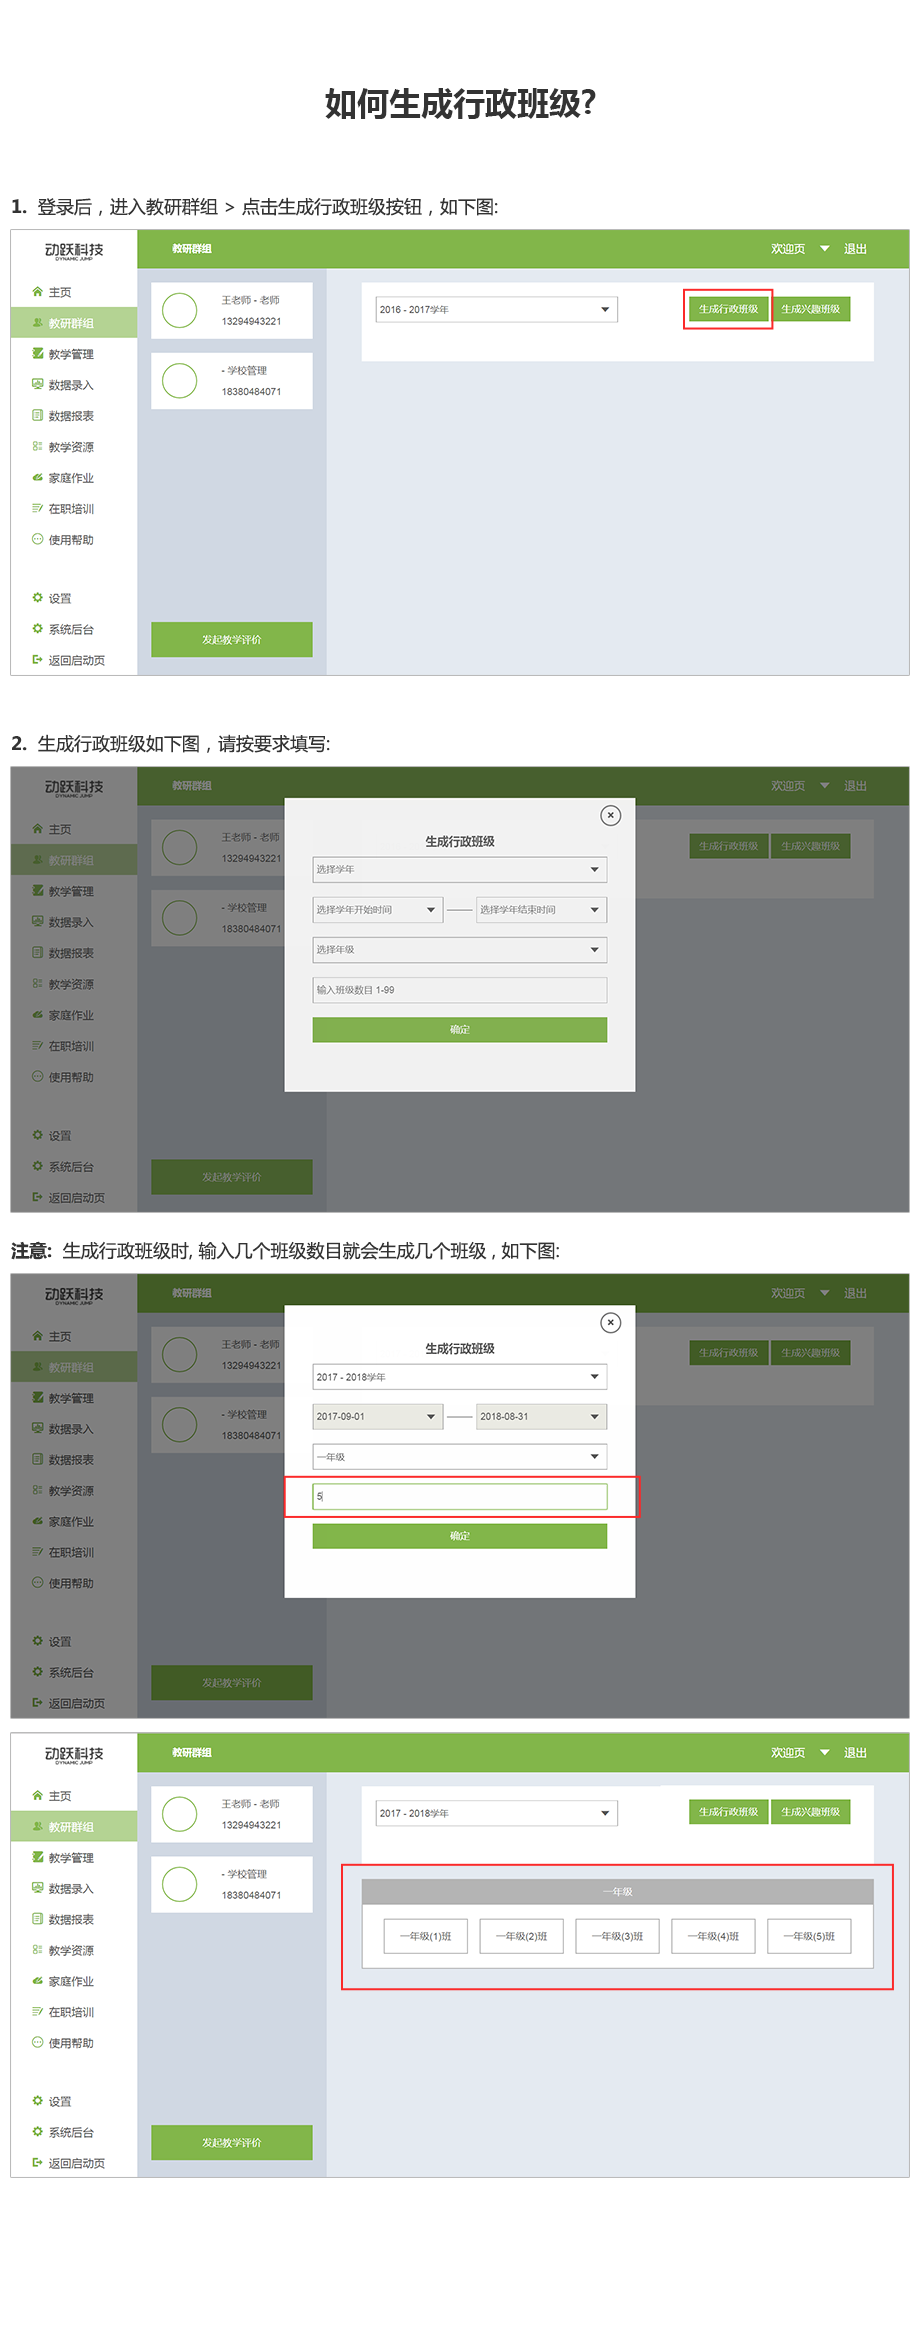 如何生成行政班级?
1. 登录后，进入教研群组 > 点击生成行政班级按钮，如下图:
动跃科技
DYNAMIC JUMP
教研群组
欢迎页
退出
主页
教研群组
教学管理
数据录入
数据报表
教学资源
家庭作业
在职培训
使用帮助
设置
系统后台
返回启动页
王老师 - 老师
13294943221
- 学校管理
18380484071
发起教学评价
2016 - 2017学年
生成行政班级
生成兴趣班级
2. 生成行政班级如下图，请按要求填写:
动跃科技
DYNAMIC JUMP
教研群组
欢迎页
退出
主页
教研群组
教学管理
数据录入
数据报表
教学资源
家庭作业
在职培训
使用帮助
设置
系统后台
返回启动页
王老师 - 老师
13294943221
- 学校管理
18380484071
发起教学评价
生成行政班级
生成兴趣班级
生成行政班级
选择学年
选择学年开始时间
选择学年结束时间
选择年级
输入班级数目 1-99
确定
注意: 生成行政班级时, 输入几个班级数目就会生成几个班级，如下图:
动跃科技
DYNAMIC JUMP
教研群组
欢迎页
退出
主页
教研群组
教学管理
数据录入
数据报表
教学资源
家庭作业
在职培训
使用帮助
设置
系统后台
返回启动页
王老师 - 老师
13294943221
- 学校管理
18380484071
发起教学评价
生成行政班级
生成兴趣班级
生成行政班级
2017 - 2018学年
2017-09-01
2018-08-31
一年级
5
确定
动跃科技
DYNAMIC JUMP
教研群组
欢迎页
退出
主页
教研群组
教学管理
数据录入
数据报表
教学资源
家庭作业
在职培训
使用帮助
设置
系统后台
返回启动页
王老师 - 老师
13294943221
- 学校管理
18380484071
发起教学评价
2017 - 2018学年
生成行政班级
生成兴趣班级
一年级
一年级(1)班
一年级(2)班
一年级(3)班
一年级(4)班
一年级(5)班